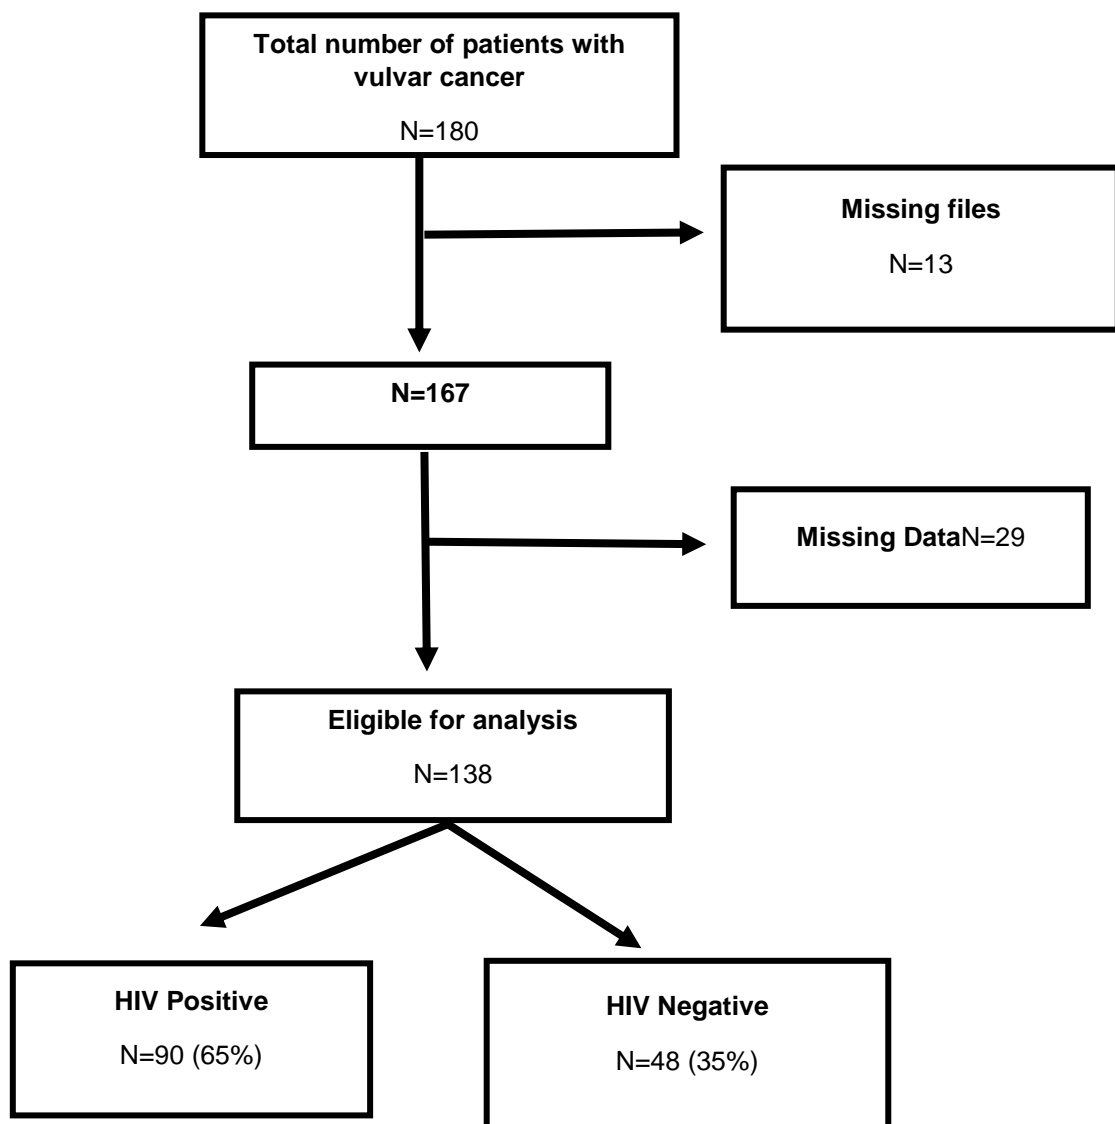 Total number of patients with
vulvar cancer
N=180
Missing files
N=13
N=167
Missing DataN=29
Eligible for analysis
N=138
HIV Positive
N=90 (65%)
HIV Negative
N=48 (35%)